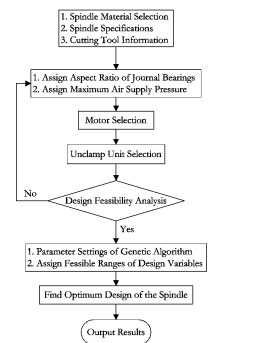 1. Spindle Material Selection
2. Spindle Specifications
3. Cutting Tool Information
1. Assign Aspect Ratio of Journal Bearings
2. Assign Maximum Air Supply Pressure
Motor Selection
Unclamp Unit Selection
No
Design Feasibility Analysis
Yes
1. Parameter Settings of Genetic Algorithm
2. Assign Feasible Ranges of Design Variables
Find Optimum Design of the Spindle
Output Results